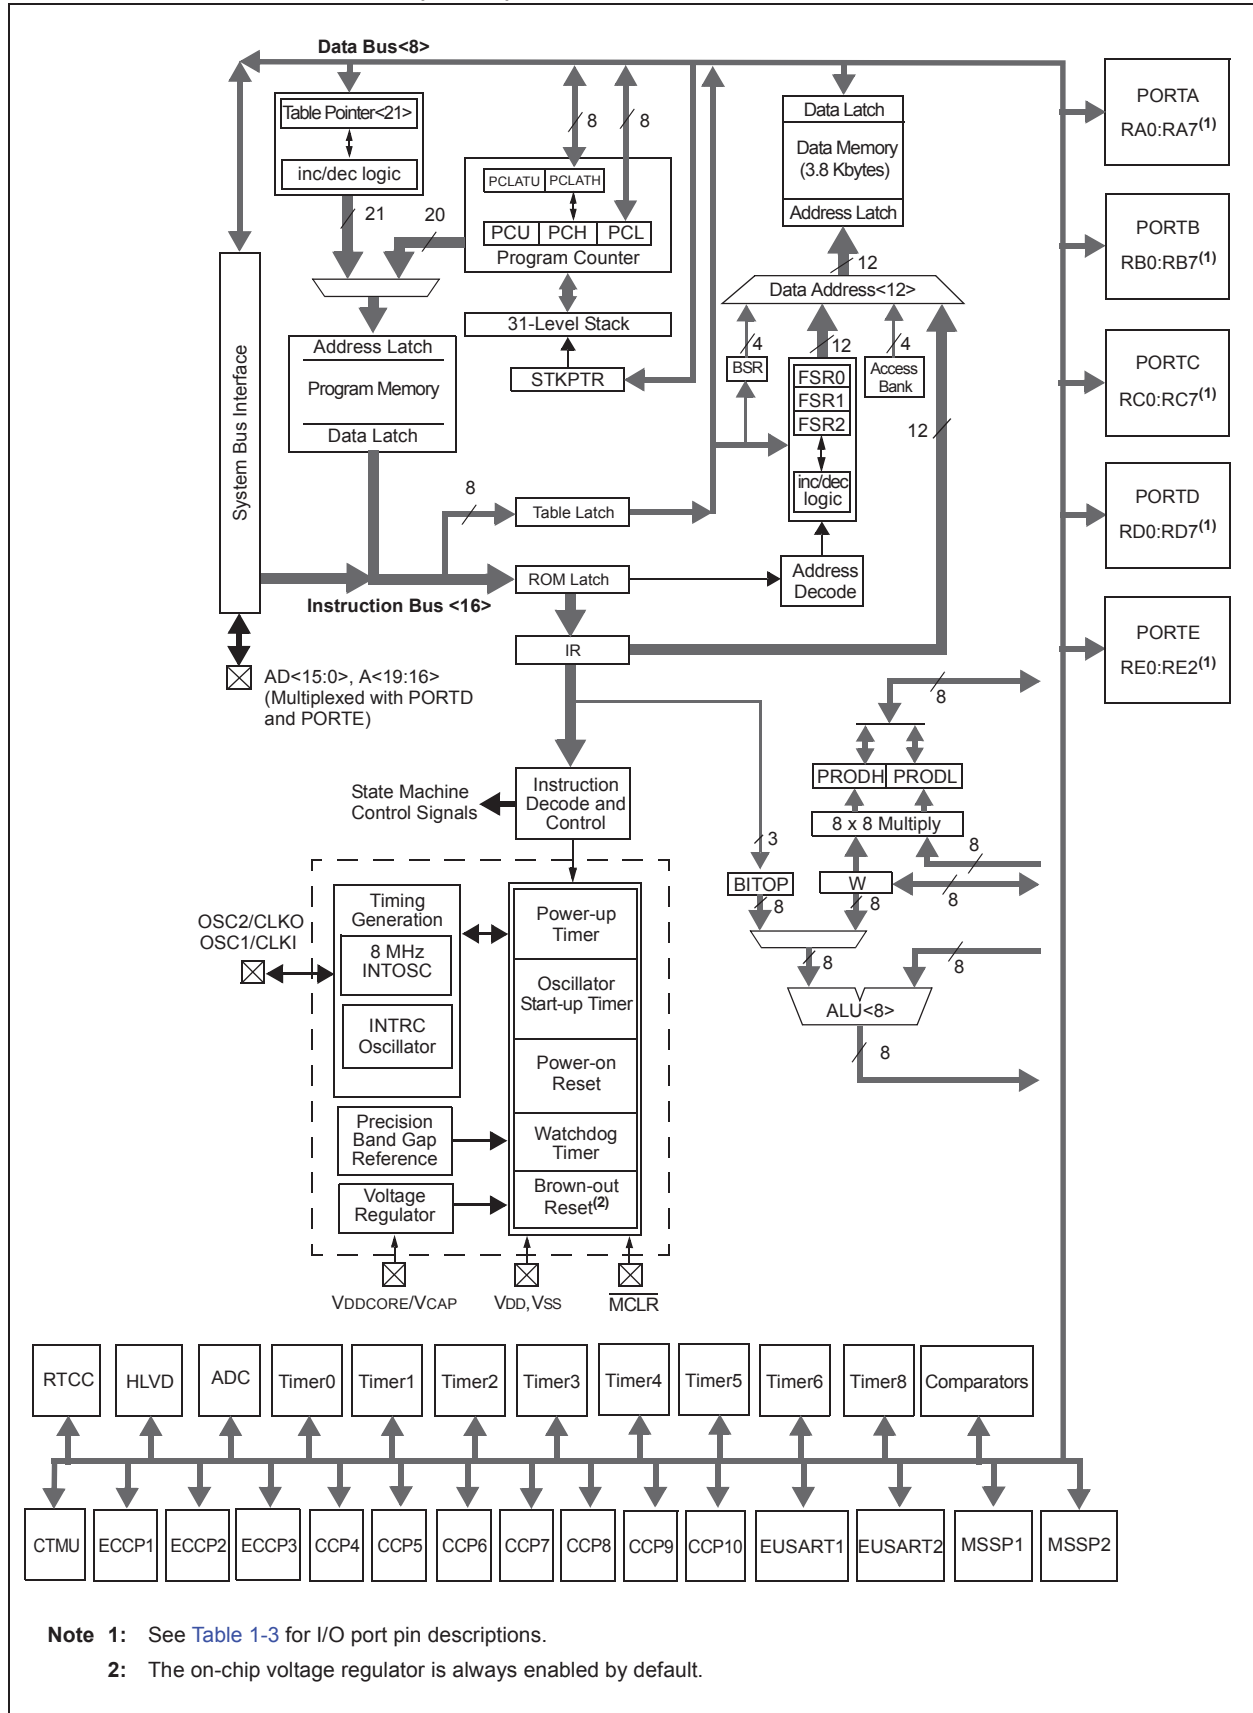 Data Bus<8>
Table Pointer<21>
inc/dec logic
21
20
8
8
PCLATU PCLATH
PCU PCH PCL
Program Counter
31-Level Stack
STKPTR
Data Latch
Data Memory
(3.8 Kbytes)
Address Latch
12
Data Address<12>
4
12
4
BSR
FSR0
FSR1
FSR2
inc/dec
logic
Access
Bank
12
Address
Decode
PORTA
RA0:RA7(1)
PORTB
RB0:RB7(1)
PORTC
RC0:RC7(1)
PORTD
RD0:RD7(1)
PORTE
RE0:RE2(1)
System Bus Interface
Address Latch
Program Memory
Data Latch
8
Table Latch
ROM Latch
Instruction Bus <16>
IR
AD<15:0>, A<19:16>
(Multiplexed with PORTD
and PORTE)
State Machine
Control Signals
Instruction
Decode and
Control
8
PRODH PRODL
8 x 8 Multiply
3
8
BITOP
W
8
8
8
8
8
ALU<8>
8
OSC2/CLKO
OSC1/CLKI
Timing
Generation
8 MHz
INTOSC
INTRC
Oscillator
Precision
Band Gap
Reference
Voltage
Regulator
Power-up
Timer
Oscillator
Start-up Timer
Power-on
Reset
Watchdog
Timer
Brown-out
Reset(2)
VDDCORE/VCAP
VDD,VSS
MCLR
RTCC
HLVD
ADC
Timer0
Timer1
Timer2
Timer3
Timer4
Timer5
Timer6
Timer8
Comparators
CTMU
ECCP1
ECCP2
ECCP3
CCP4
CCP5
CCP6
CCP7
CCP8
CCP9
CCP10
EUSART1
EUSART2
MSSP1
MSSP2
Note 1: See Table 1-3 for I/O port pin descriptions.
2: The on-chip voltage regulator is always enabled by default.